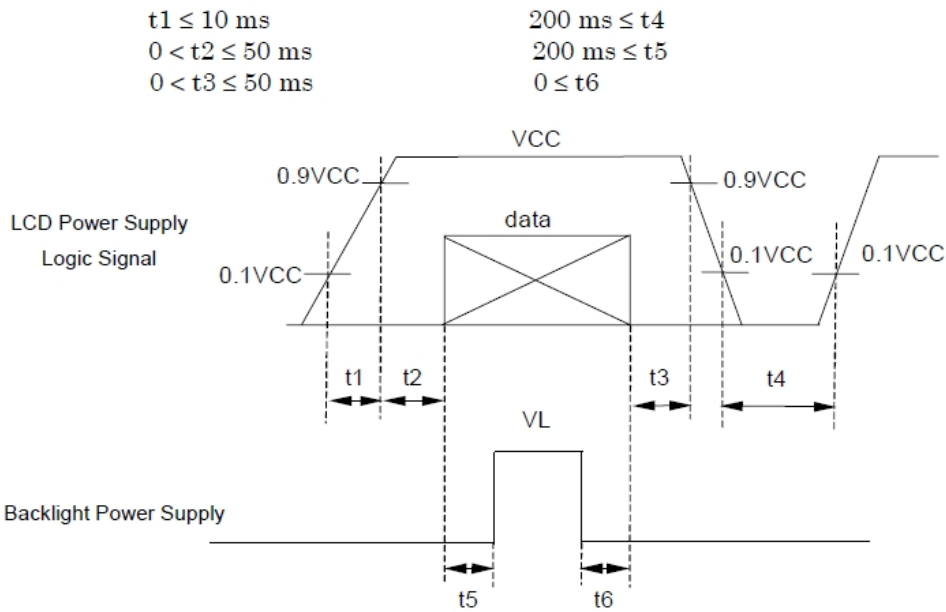 t1 ≤ 10 ms 200 ms ≤ t4
0 < t2 ≤ 50 ms 200 ms ≤ t5
0 < t3 ≤ 50 ms 0 ≤ t6
VCC
0.9VCC 0.9VCC
LCD Power Supply
Logic Signal
data
0.1VCC 0.1VCC 0.1VCC
t1 t2 t3 t4
VL
Backlight Power Supply
t5 t6